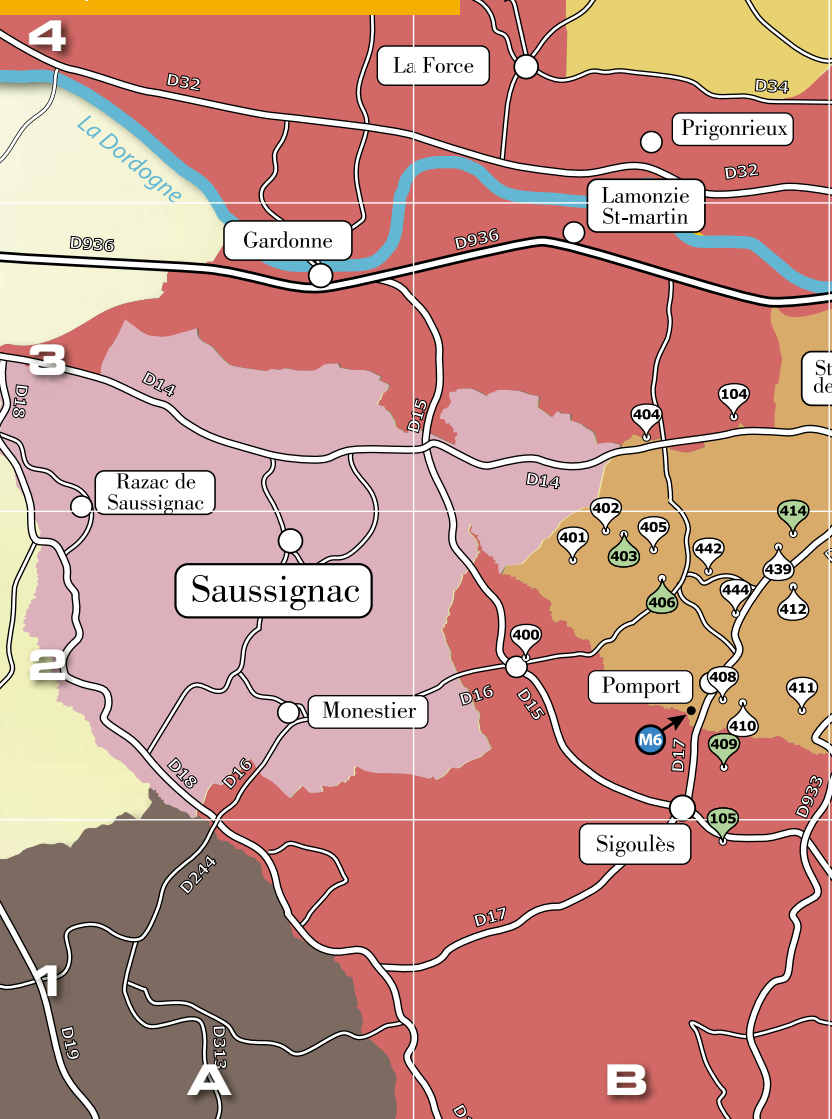 4
La Force
D32
D34
La Dordogne
Prigonrieux
D32
Lamonzie
St-martin
Gardonne
D936
D936
3
D14
D18
D15
St
de
104
404
D14
Razac de
Saussignac
402
414
401
403
405
442
439
Saussignac
406
444
412
400
2
Pomport
408
411
D16
D15
Monestier
410
M6
D17
409
D18
D16
D933
105
Sigoulès
D244
D17
1
D19
D313
A
B